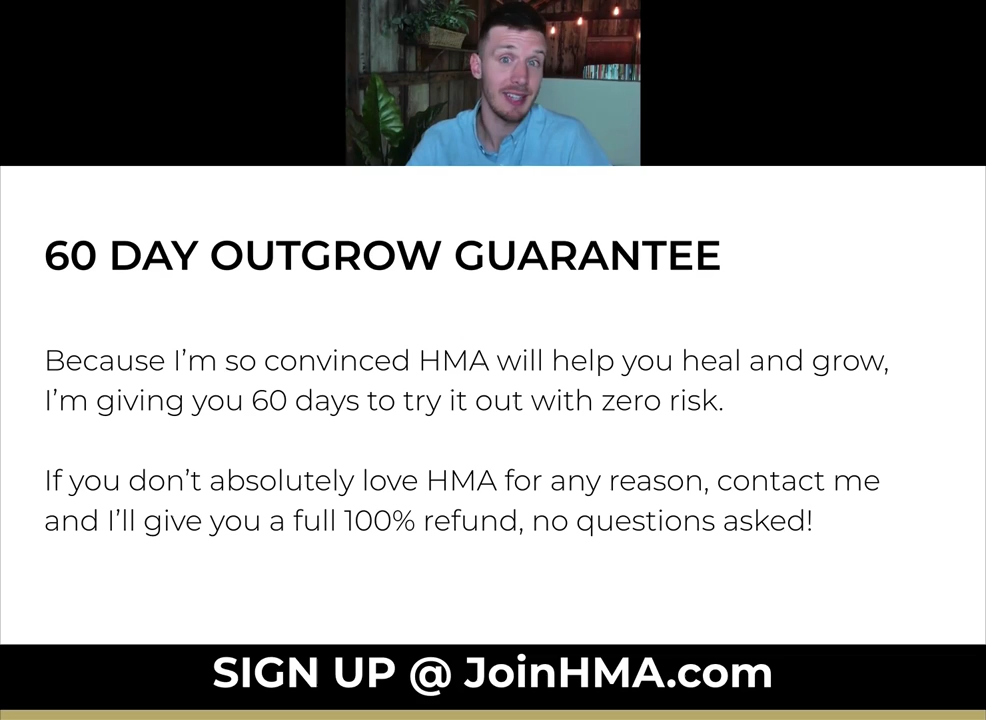 60 DAY OUTGROW GUARANTEE
Because I’m so convinced HMA will help you heal and grow,
I’m giving you 60 days to try it out with zero risk.
If you don’t absolutely love HMA for any reason, contact me
and I’ll give you a full 100% refund, no questions asked!
SIGN UP @ JoinHMA.com